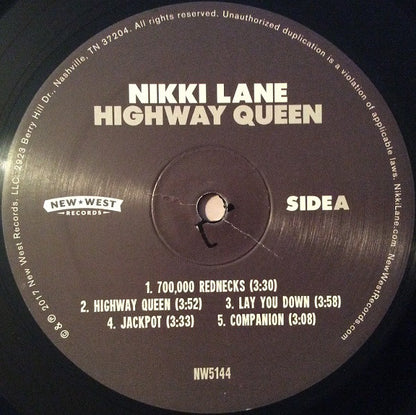 © & ℗ 2017 New West Records, LLC. 2923 Berry Hill Dr., Nashville, TN 37204. All rights reserved. Unauthorized duplication is a violation of applicable laws. NikkiLane.com NewWestRecords.com
NIKKI LANE
HIGHWAY QUEEN
NEW ★ WEST
RECORDS
SIDE A
1. 700,000 REDNECKS (3:30)
2. HIGHWAY QUEEN (3:52) 3. LAY YOU DOWN (3:58)
4. JACKPOT (3:33) 5. COMPANION (3:08)
NW5144